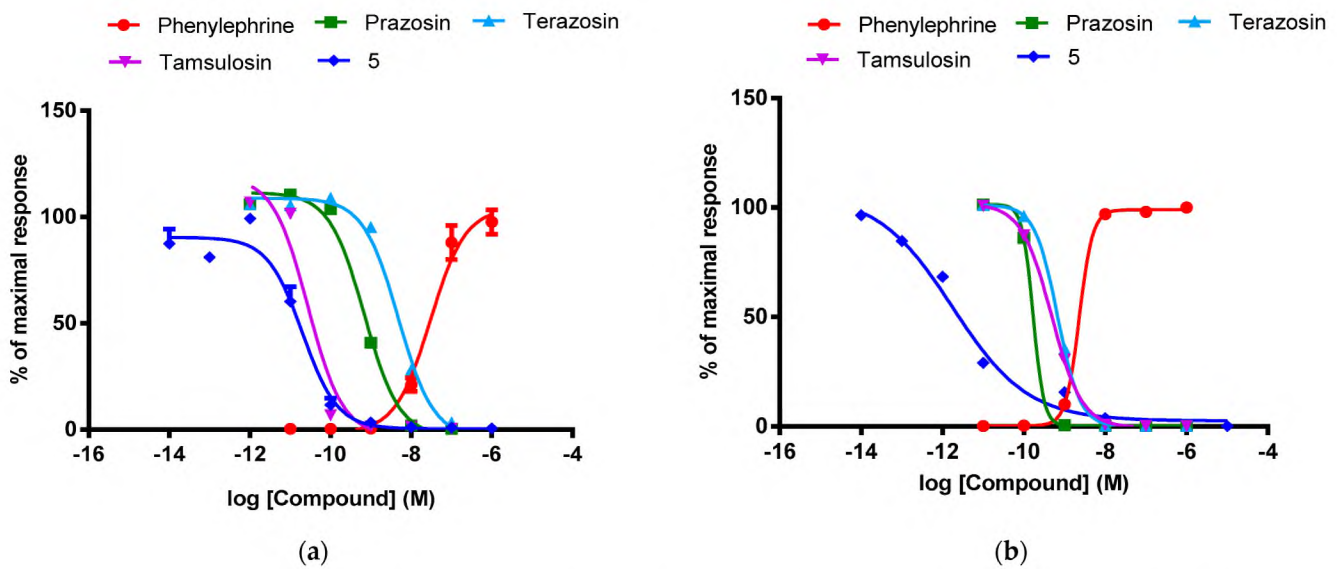 Phenylephrine Prazosin Terazosin
Tamsulosin 5
150
100
50
0
% of maximal response
-16 -14 -12 -10 -8 -6 -4
log [Compound] (M)
(a)
Phenylephrine Prazosin Terazosin
Tamsulosin 5
150
100
50
0
% of maximal response
-16 -14 -12 -10 -8 -6 -4
log [Compound] (M)
(b)